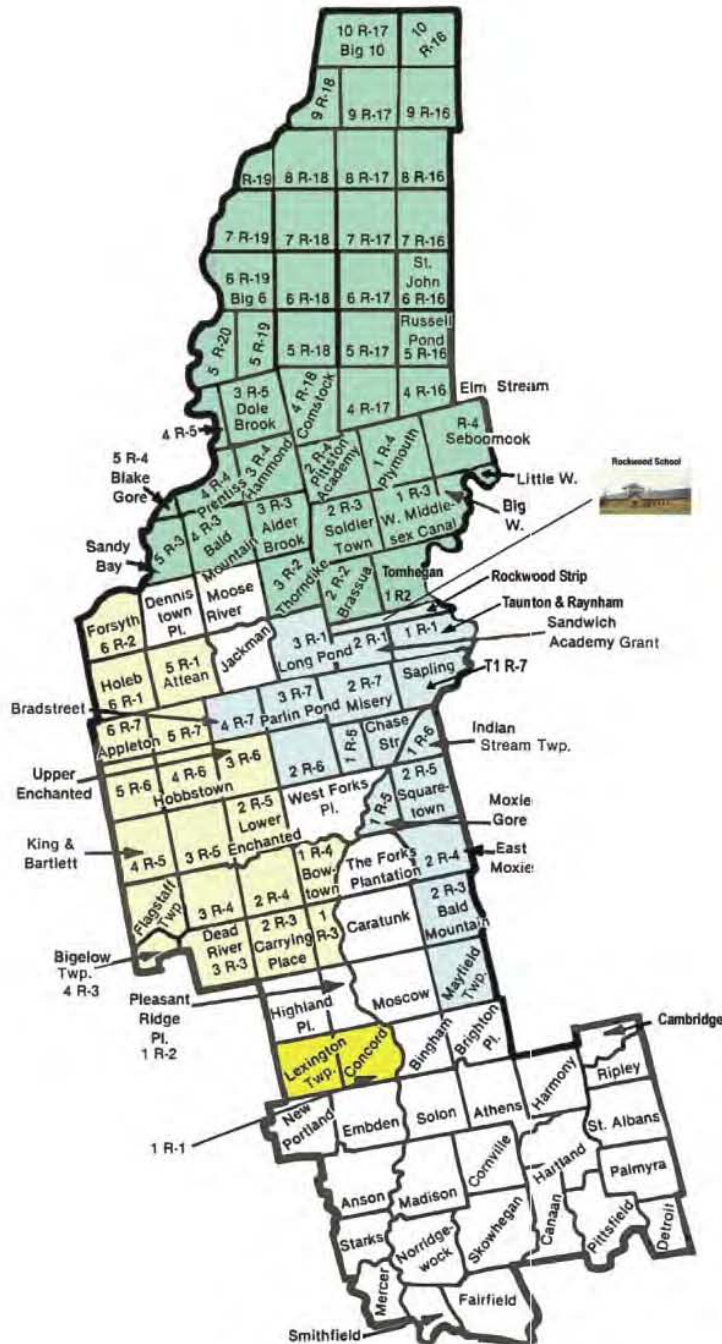 10 R-17
Big 10
10
R-16
9 R-18
9 R-17
9 R-16
R-19
8 R-18
8 R-17
8 R-16
7 R-19
7 R-18
7 R-17
7 R-16
6 R-19
Big 6
6 R-18
6 R-17
St.
John
6 R-16
5 R-20
5 R-19
5 R-18
5 R-17
Russell
Pond
5 R-16
4 R-5
3 R-5
Dole
Brook
4 R-18
Comstock
4 R-17
4 R-16
Elm Stream
5 R-4
Blake
Gore
4 R-4
Prentiss
3 R-4
Hammond
2 R-4
Pittston
Academy
1 R-4
Plymouth
R-4
Seboomook
Little W.
Rockwood School
Sandy
Bay
5 R-3
4 R-3
Bald
Mountain
3 R-3
Alder
Brook
2 R-3
Soldier
Town
1 R-3
W. Middle-
sex Canal
Big
W.
Dennis
town
Pl.
Moose
River
3 R-2
Thorndike
2 R-2
Brassua
Tomhegan
1 R2
Rockwood Strip
Forsyth
6 R-2
Jackman
3 R-1
Long Pond
2 R-1
1 R-1
Taunton & Raynham
Sandwich
Academy Grant
Holeb
6 R-1
5 R-1
Attean
Bradstreet
4 R-7
3 R-7
Parlin Pond
2 R-7
Misery
Sapling
T1 R-7
6 R-7
Appleton
5 R-7
Upper
Enchanted
5 R-6
4 R-6
Hobbstown
3 R-6
2 R-6
1 R-6
Chase
Str
1 R-6
Indian
Stream Twp.
King &
Bartlett
4 R-5
3 R-5
2 R-5
Lower
Enchanted
West Forks
Pl.
1 R-5
2 R-5
Square-
town
Moxie
Gore
Flagstaff
Twp.
3 R-4
2 R-4
1 R-4
Bow-
town
The Forks
Plantation
2 R-4
East
Moxie
Bigelow
Twp.
4 R-3
Dead
River
3 R-3
2 R-3
Carrying
Place
1
R-3
Caratunk
2 R-3
Bald
Mountain
Pleasant
Ridge
Pl.
1 R-2
Highland
Pl.
Moscow
Mayfield Twp.
Lexington
Twp.
Concord
Bingham
Brighton
Pl.
Cambridge
1 R-1
New
Portland
Embden
Solon
Athens
Harmony
Ripley
St. Albans
Anson
Madison
Cornville
Hartland
Palmyra
Starks
Norridge-
wock
Skowhegan
Canaan
Pittsfield
Detroit
Mercer
Smithfield
Fairfield